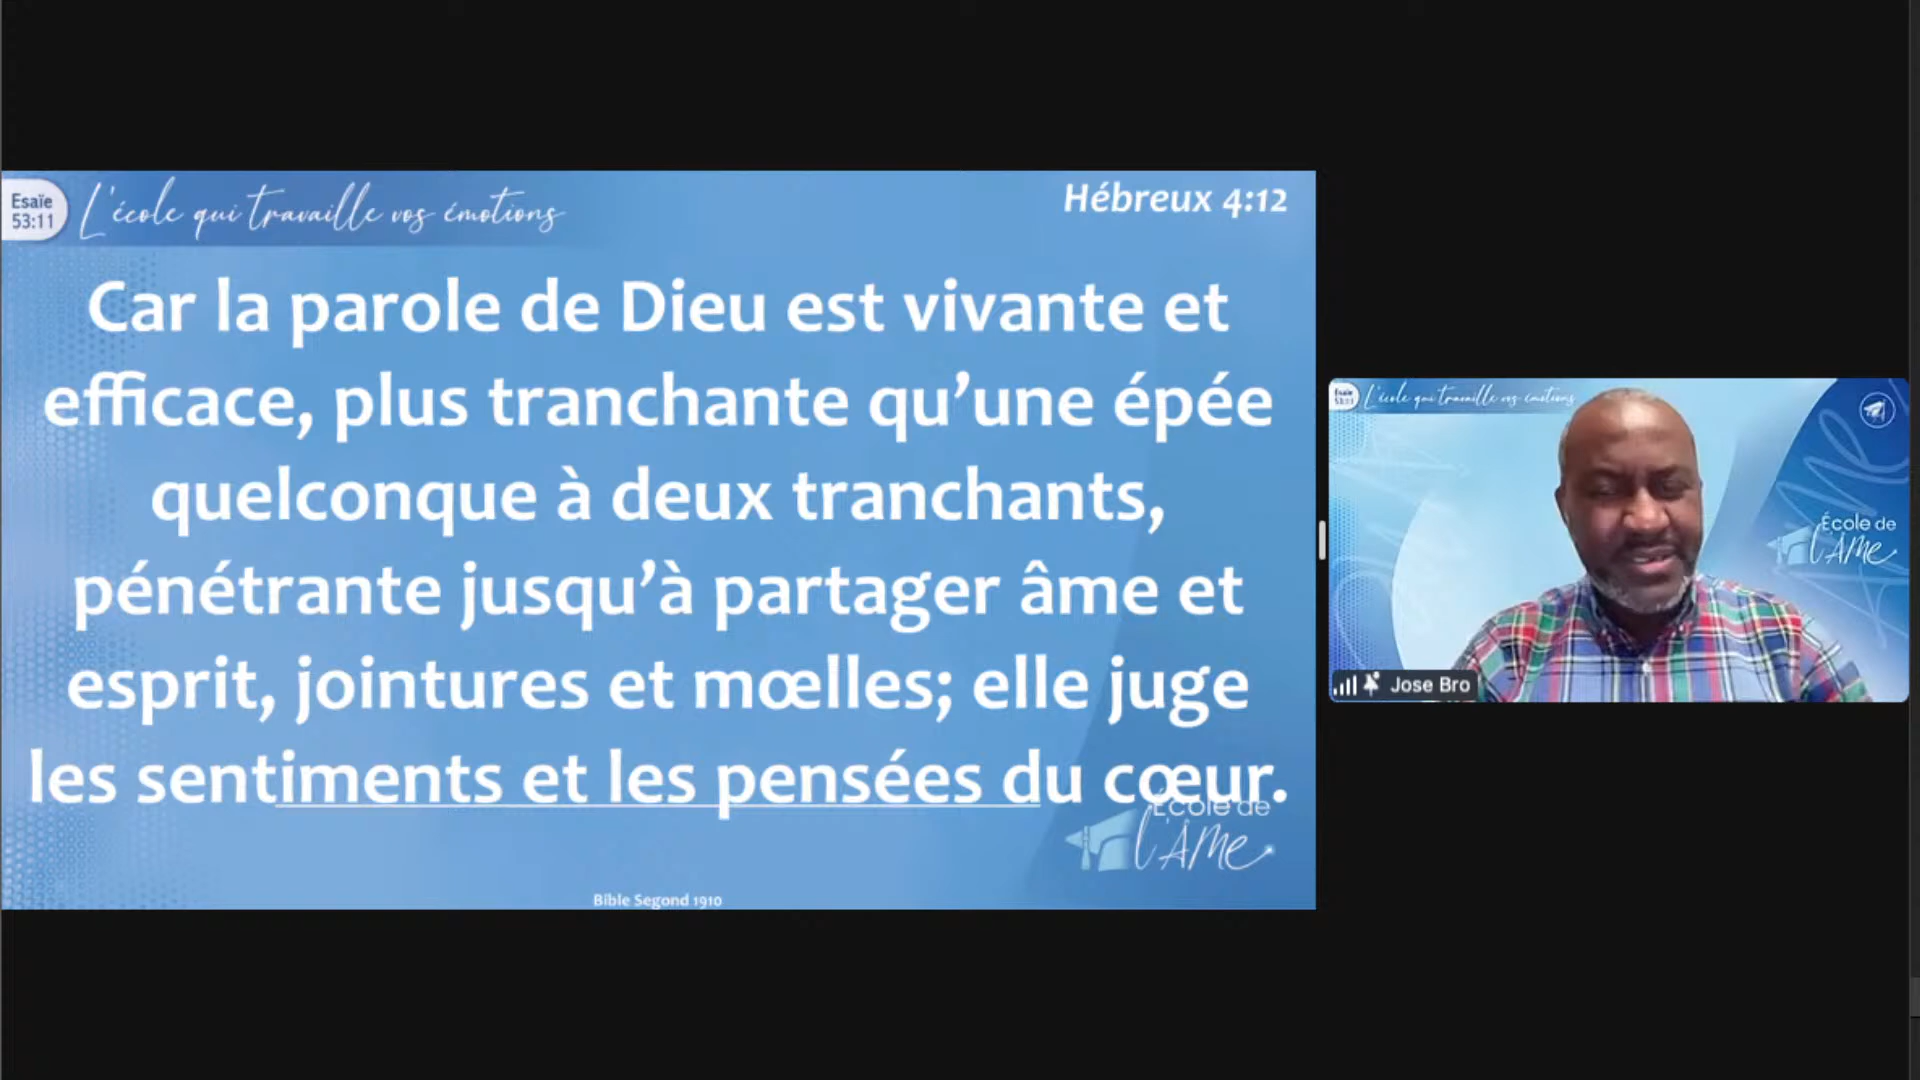 Esaïe
53:11
L'école qui travaille vos émotions
Hébreux 4:12
Car la parole de Dieu est vivante et
efficace, plus tranchante qu’une épée
quelconque à deux tranchants,
pénétrante jusqu’à partager âme et
esprit, jointures et mœlles; elle juge
les sentiments et les pensées du cœur.
École de
l'Âme
Bible Segond 1910
Esaïe
53:11
L'école qui travaille vos émotions
École de
l'Âme
Jose Bro